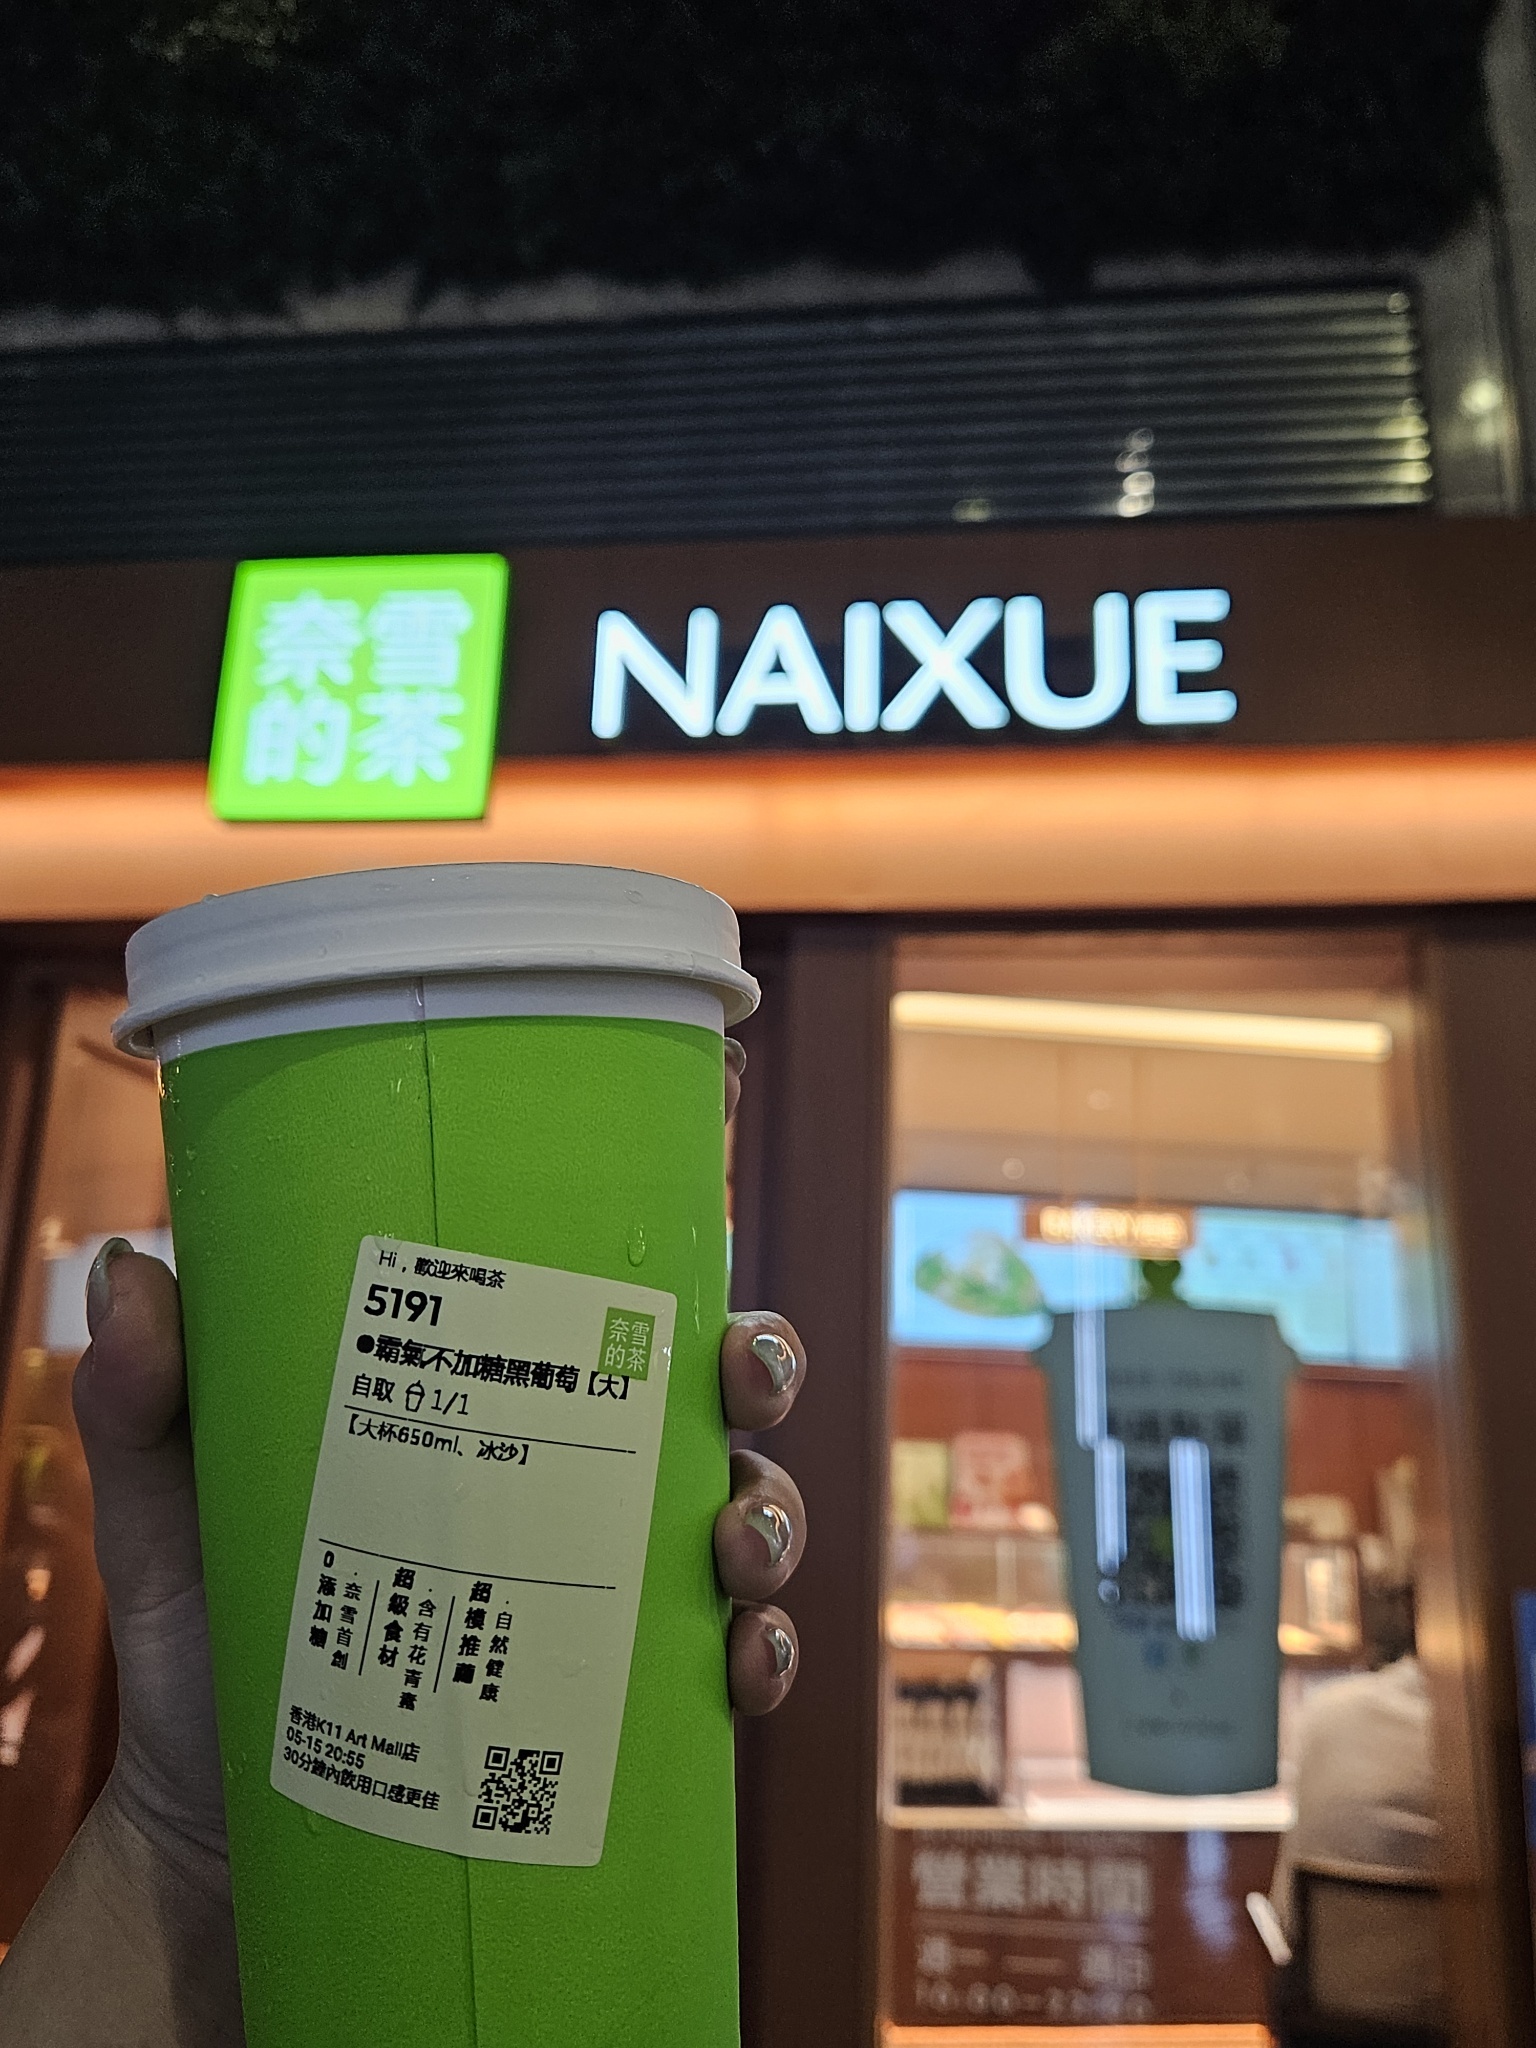 奈雪
的茶
NAIXUE
Hi，歡迎來喝茶
5191
奈雪
的茶
●霸氣不加糖黑葡萄【大】
自取 1/1
【大杯650ml、冰沙】
0添加糖
·奈雪首創
超級食材
·含有花青素
超模推薦
·自然健康
香港K11 Art Mall店
05-15 20:55
30分鐘內飲用口感更佳
營業時間